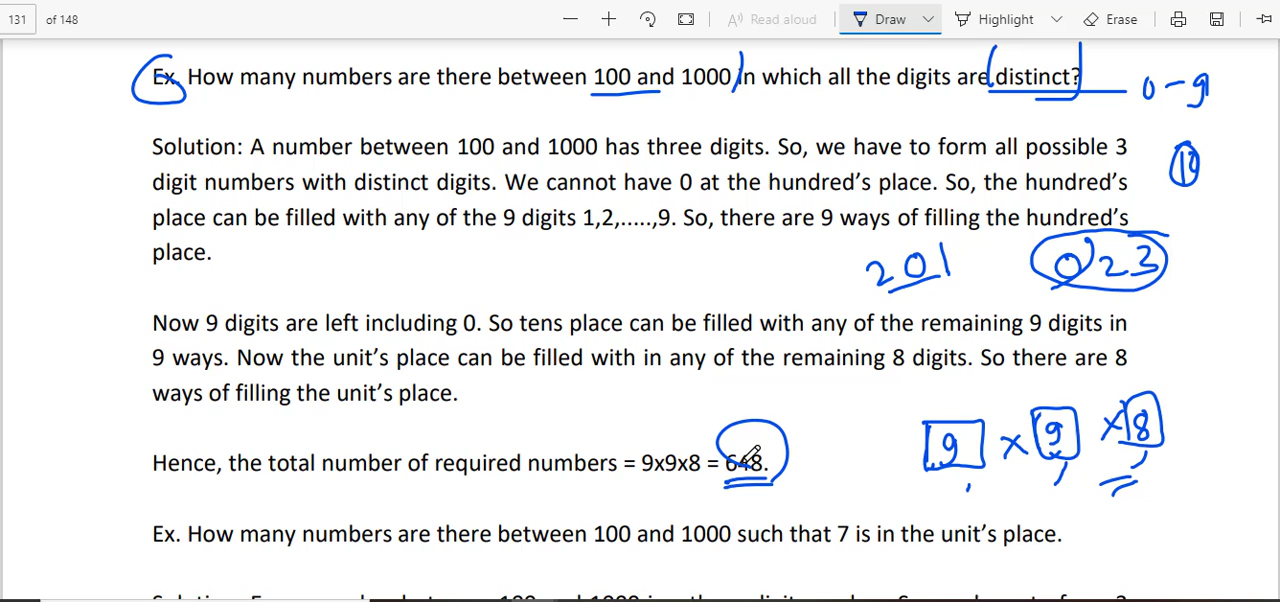 131 of 148
Read aloud
Draw
Highlight
Erase
Ex. How many numbers are there between 100 and 1000 in which all the digits are distinct?
0-9
Solution: A number between 100 and 1000 has three digits. So, we have to form all possible 3
10
digit numbers with distinct digits. We cannot have 0 at the hundred's place. So, the hundred's
place can be filled with any of the 9 digits 1,2,.....,9. So, there are 9 ways of filling the hundred's
place.
201
023
Now 9 digits are left including 0. So tens place can be filled with any of the remaining 9 digits in
9 ways. Now the unit's place can be filled with in any of the remaining 8 digits. So there are 8
ways of filling the unit's place.
9 x 9 x 8
Hence, the total number of required numbers = 9x9x8 = 648.
Ex. How many numbers are there between 100 and 1000 such that 7 is in the unit's place.